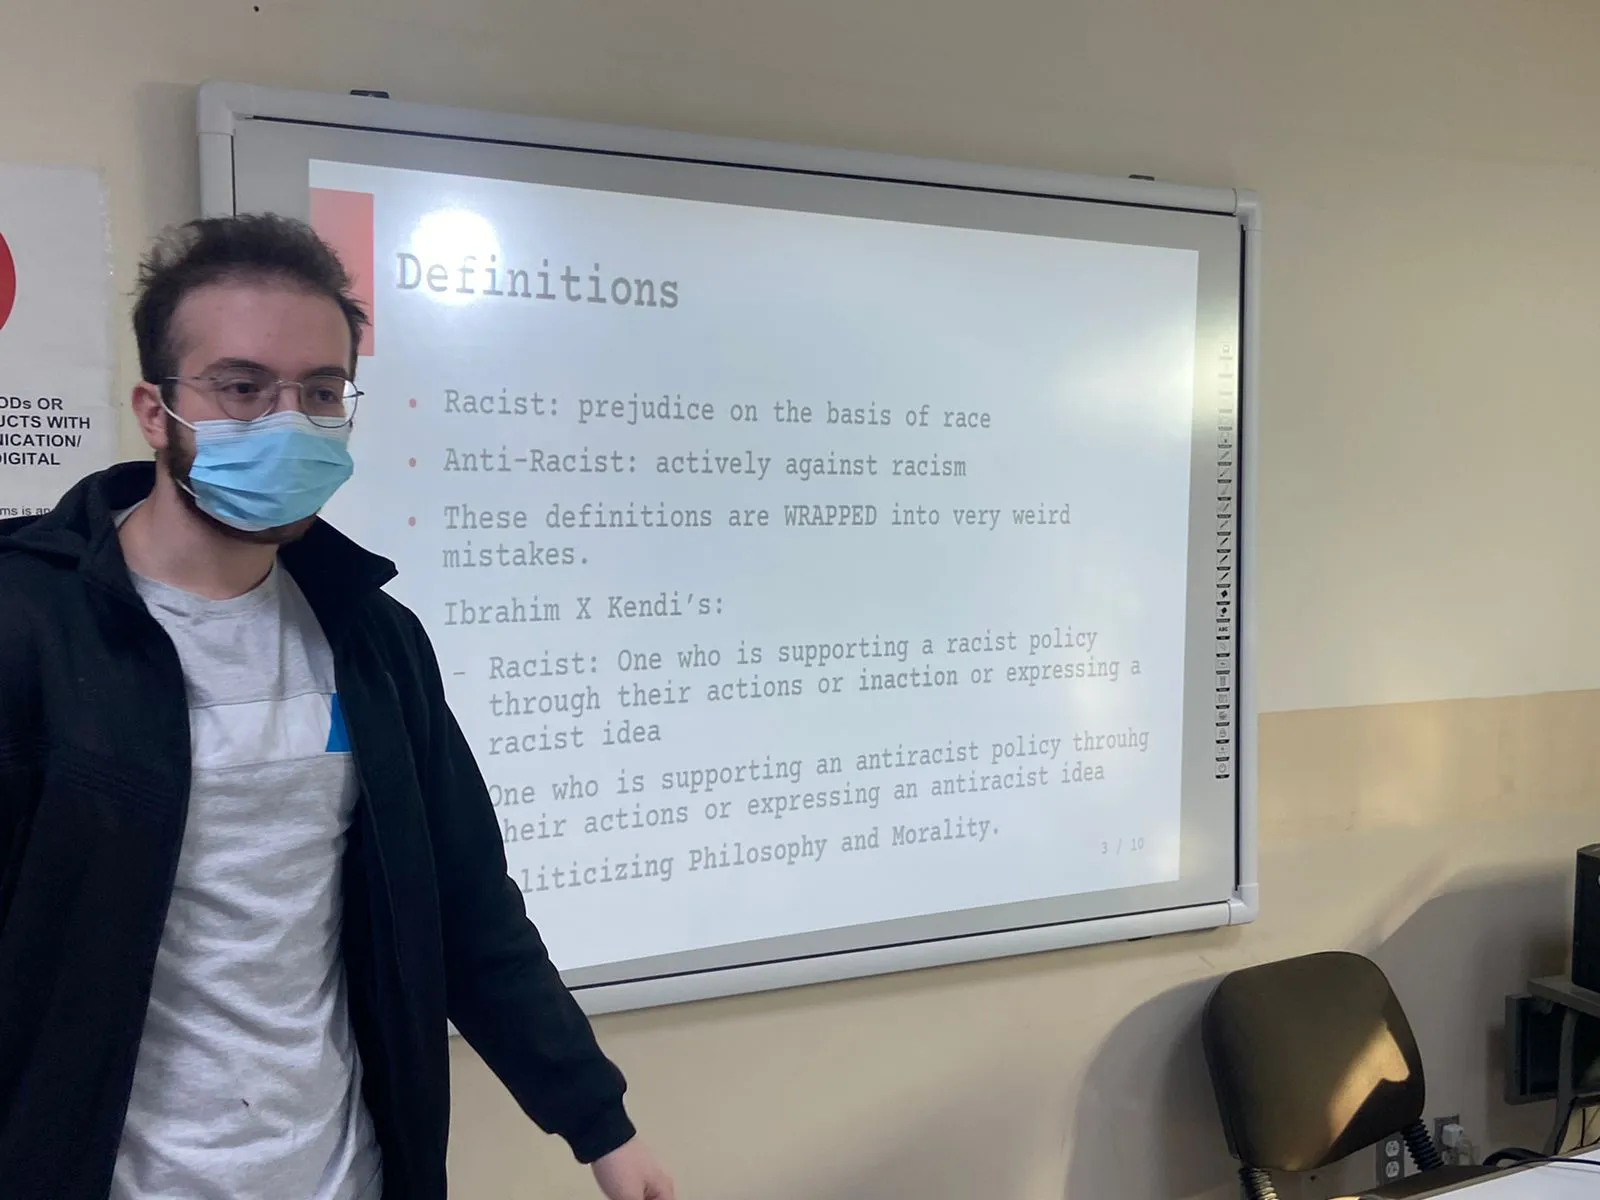 ODs OR
UCTS WITH
NICATION/
DIGITAL
Definitions
• Racist: prejudice on the basis of race
• Anti-Racist: actively against racism
• These definitions are WRAPPED into very weird
mistakes.
Ibrahim X Kendi's:
– Racist: One who is supporting a racist policy
through their actions or inaction or expressing a
racist idea
One who is supporting an antiracist policy throuhg
heir actions or expressing an antiracist idea
liticizing Philosophy and Morality.
3 / 10
ABC